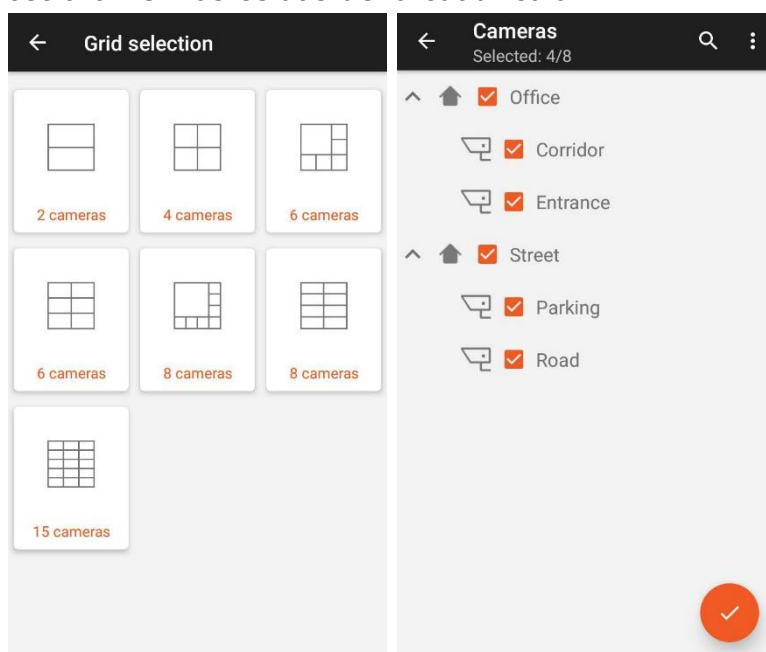 Grid selection
2 cameras
4 cameras
6 cameras
6 cameras
8 cameras
8 cameras
15 cameras
Cameras
Selected: 4/8
Office
Corridor
Entrance
Street
Parking
Road